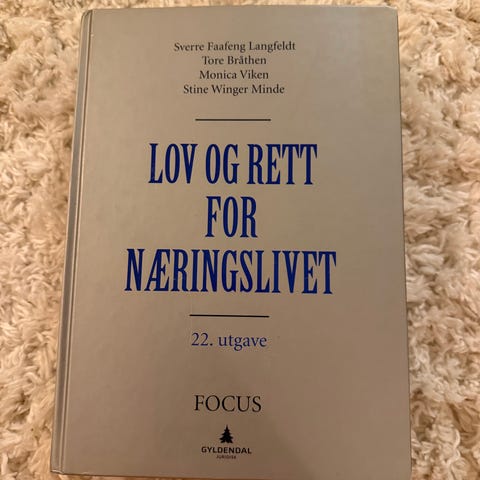 Sverre Faafeng Langfeldt
Tore Bråthen
Monica Viken
Stine Winger Minde
LOV OG RETT
FOR
NÆRINGSLIVET
22. utgave
FOCUS
GYLDENDAL
JURIDISK